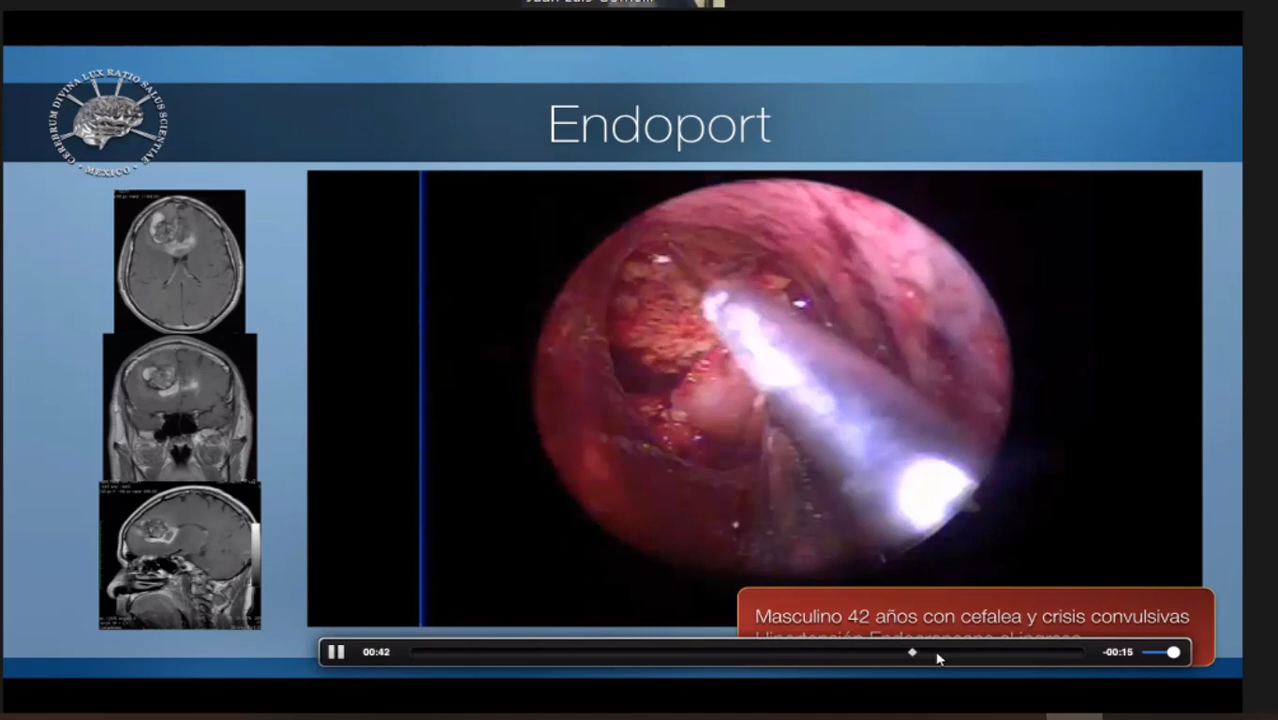 CEREBRUM DIVINA LUX RATIO SALUS SCIENTIAE
· MEXICO ·
Endoport
Masculino 42 años con cefalea y crisis convulsivas
00:42
-00:15